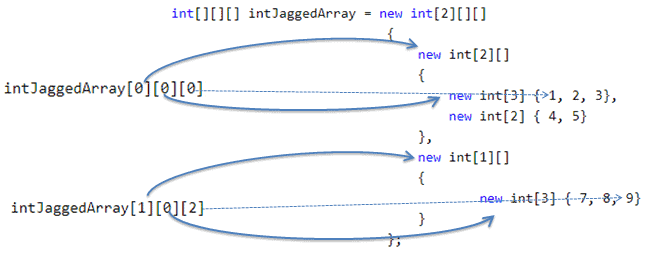 int[][][] intJaggedArray = new int[2][][]
{
new int[2][]
{
intJaggedArray[0][0][0]
new int[3] { 1, 2, 3},
new int[2] { 4, 5}
},
new int[1][]
{
new int[3] { 7, 8, 9}
intJaggedArray[1][0][2]
}
};